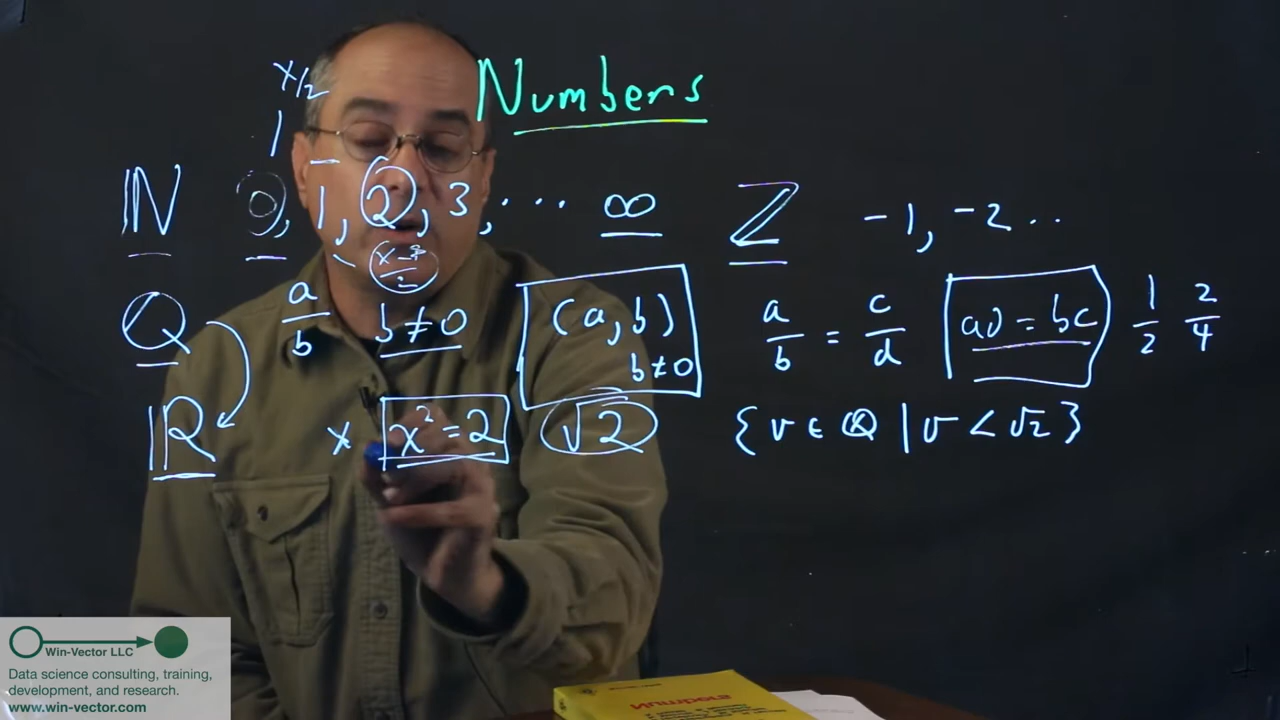 Numbers
x/2
1
ℕ 0, 1, 2, 3, ... ∞ ℤ -1, -2 ..
ℚ a/b b≠0 (a,b) b≠0 a/b = c/d ad = bc 1/2 2/4
ℝ x x² = 2 √2 {v ∈ ℚ | v < √2}
Win-Vector LLC
Data science consulting, training,
development, and research.
www.win-vector.com